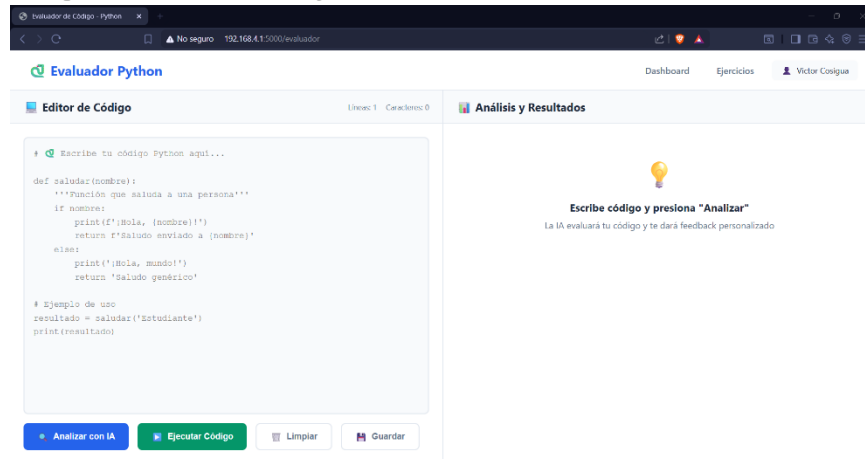 Evaluador de Código - Python
No seguro 192.168.4.1:5000/evaluador
Evaluador Python
Dashboard Ejercicios Victor Cosigua
Editor de Código
Líneas: 1 Caracteres: 0
Análisis y Resultados
# Escribe tu código Python aquí...
def saludar(nombre):
'''Función que saluda a una persona'''
if nombre:
print(f'¡Hola, {nombre}!')
return f'Saludo enviado a {nombre}'
else:
print('¡Hola, mundo!')
return 'Saludo genérico'
# Ejemplo de uso
resultado = saludar('Estudiante')
print(resultado)
Escribe código y presiona "Analizar"
La IA evaluará tu código y te dará feedback personalizado
Analizar con IA
Ejecutar Código
Limpiar
Guardar